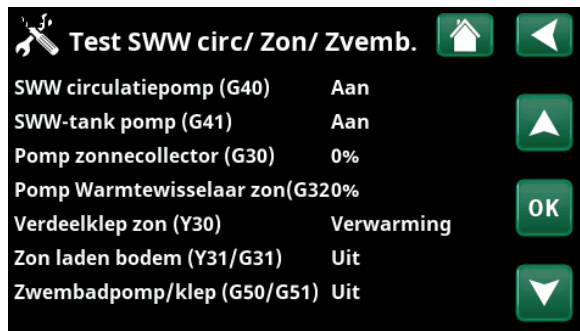 Test SWW circ/ Zon/ Zvemb.
SWW circulatiepomp (G40) Aan
SWW-tank pomp (G41) Aan
Pomp zonnecollector (G30) 0%
Pomp Warmtewisselaar zon(G320%
Verdeelklep zon (Y30) Verwarming
OK
Zon laden bodem (Y31/G31) Uit
Zwembadpomp/klep (G50/G51) Uit